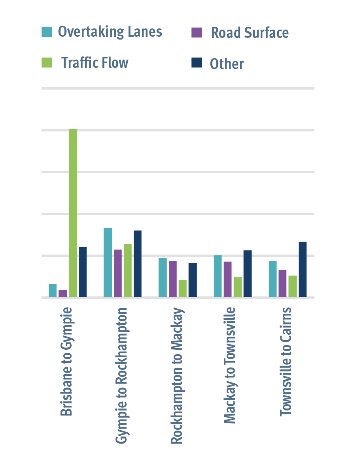 Overtaking Lanes
Road Surface
Traffic Flow
Other
Brisbane to Gympie
Gympie to Rockhampton
Rockhampton to Mackay
Mackay to Townsville
Townsville to Cairns